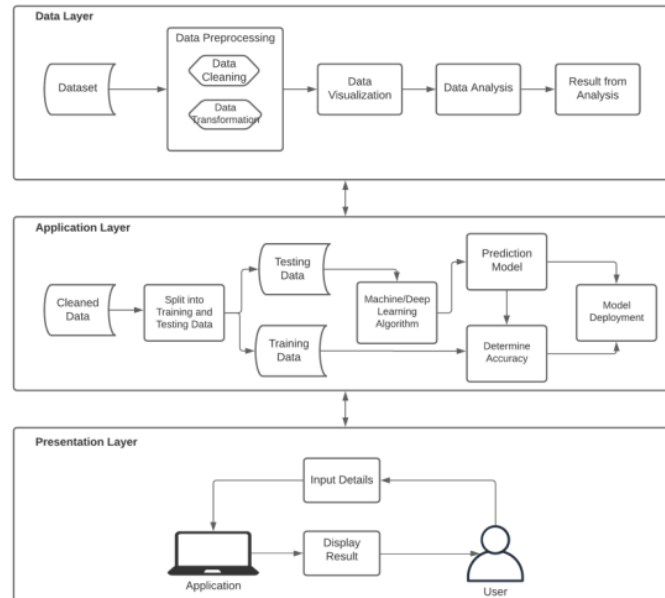 Data Layer
Data Preprocessing
Dataset
Data
Cleaning
Data
Transformation
Data
Visualization
Data Analysis
Result from
Analysis
Application Layer
Cleaned
Data
Split into
Training and
Testing Data
Testing
Data
Training
Data
Machine/Deep
Learning
Algorithm
Prediction
Model
Determine
Accuracy
Model
Deployment
Presentation Layer
Input Details
Display
Result
Application
User